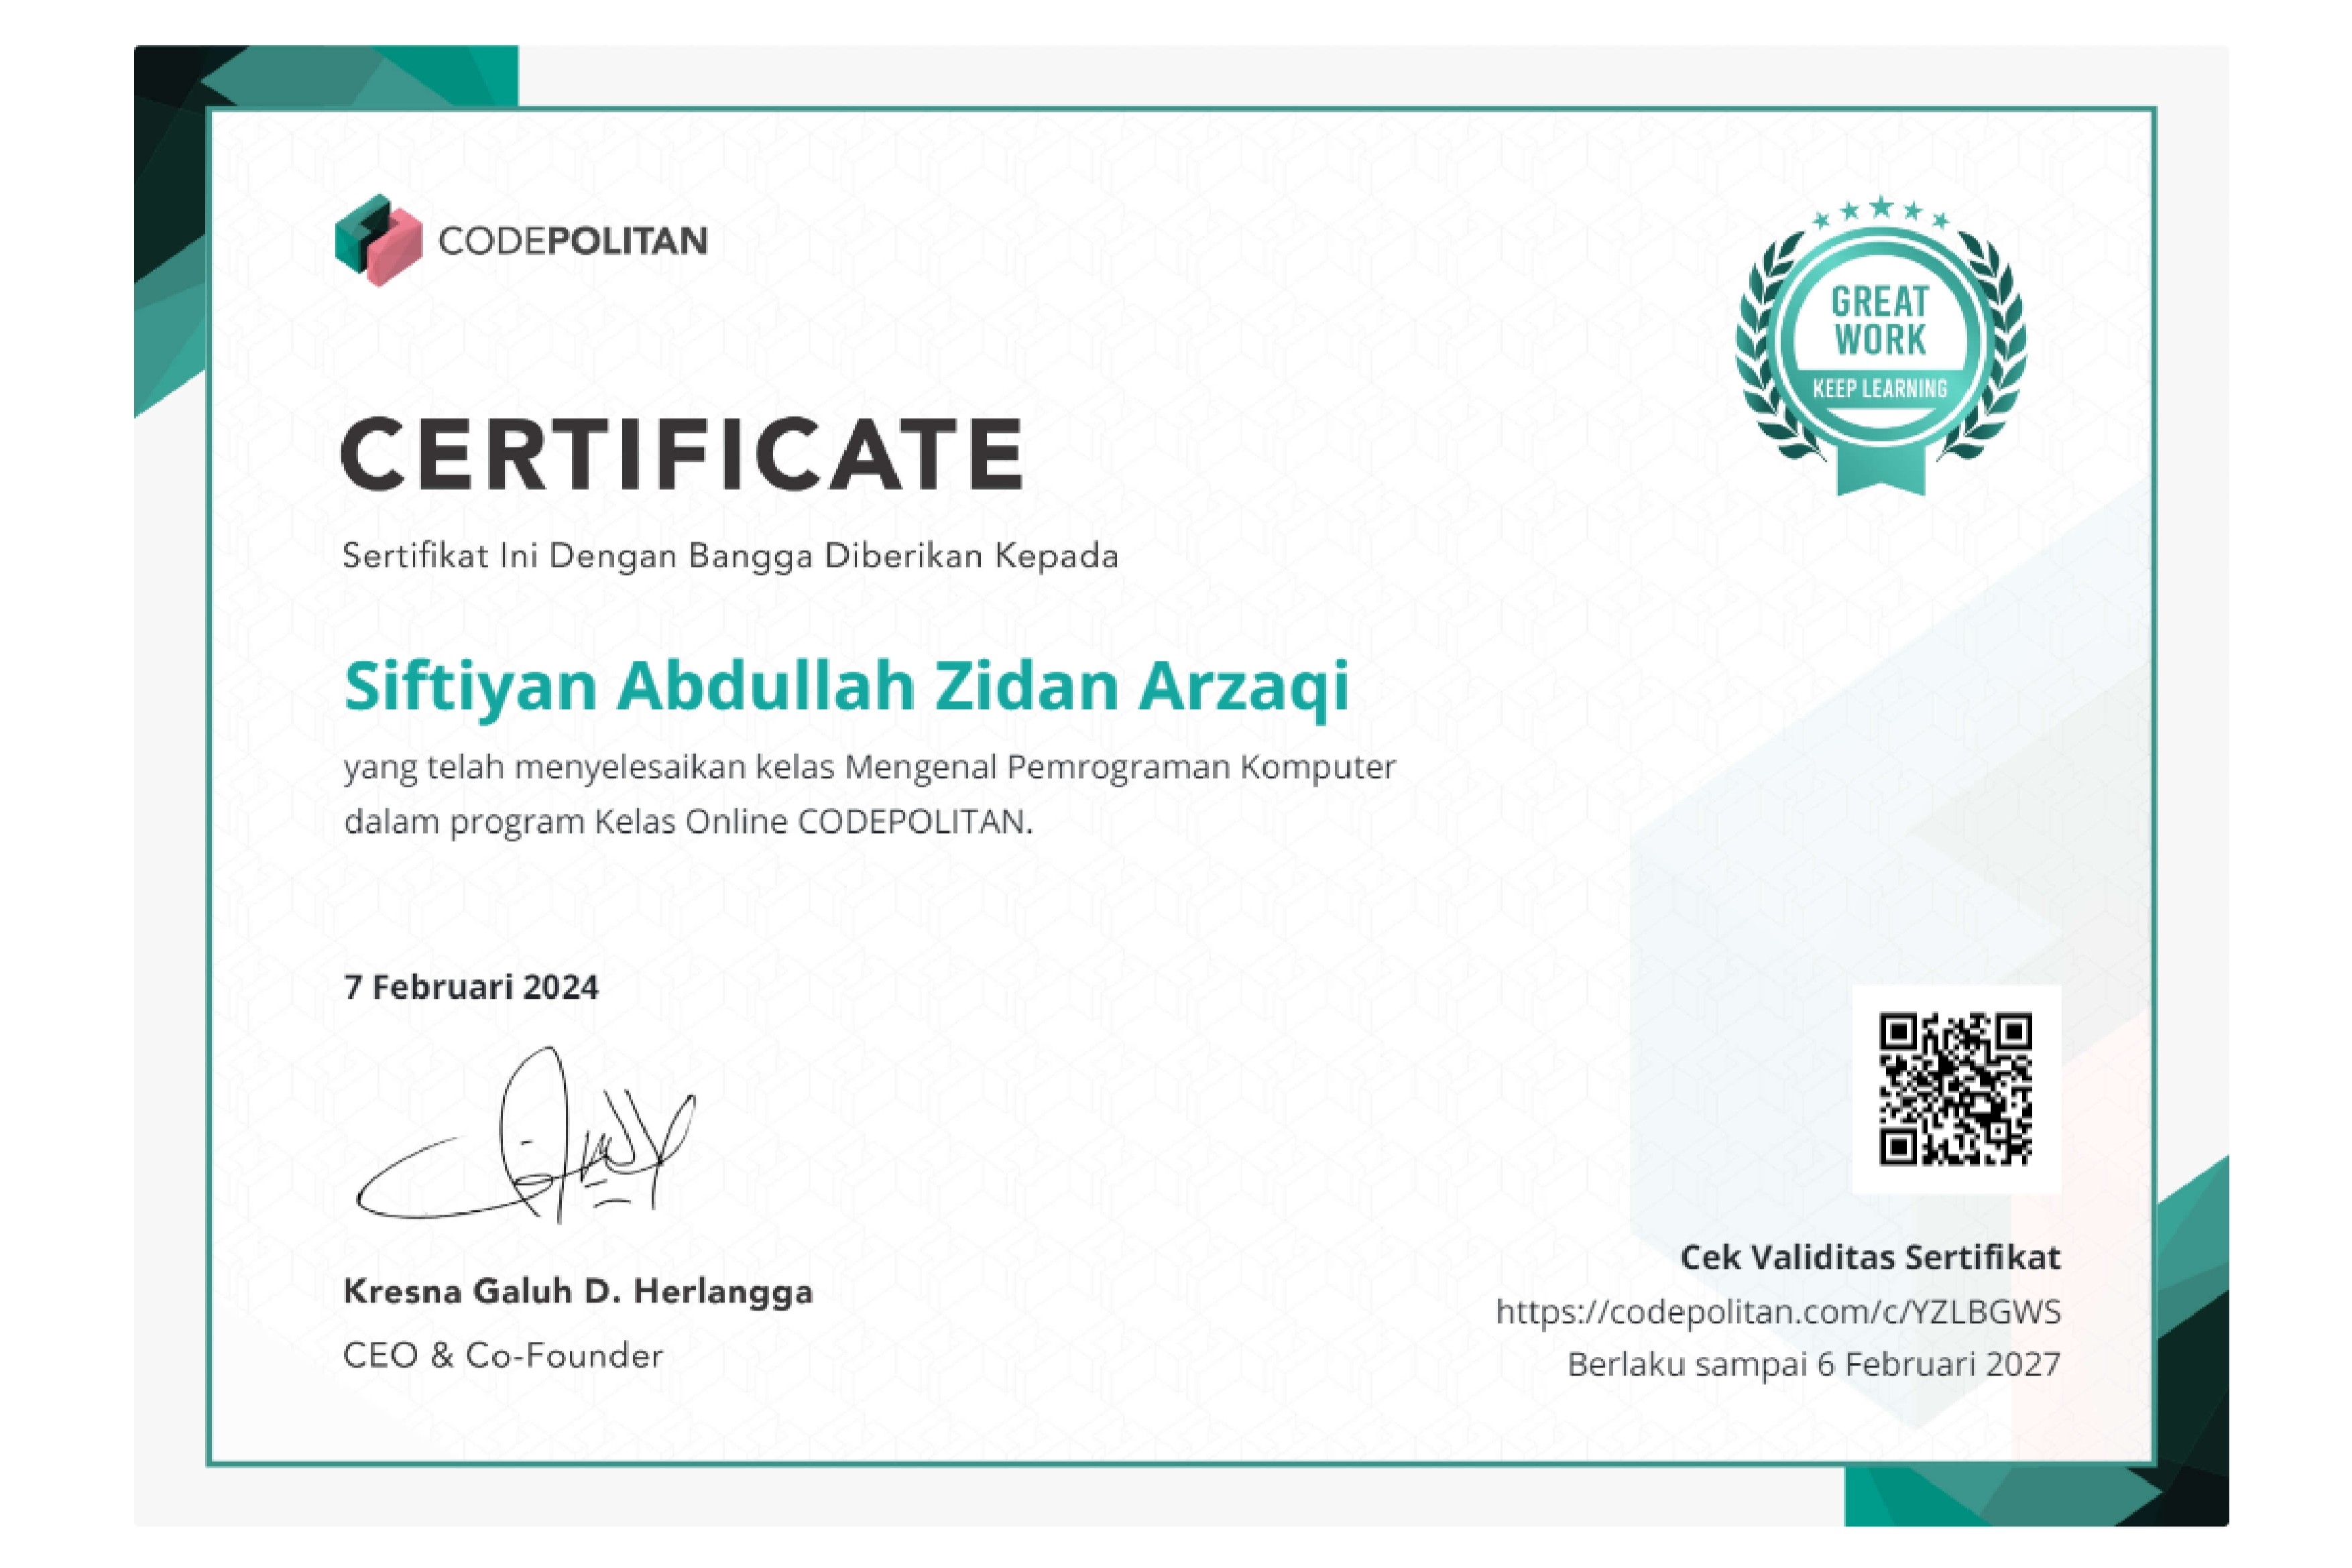 CODEPOLITAN
GREAT
WORK
KEEP LEARNING
CERTIFICATE
Sertifikat Ini Dengan Bangga Diberikan Kepada
Siftiyan Abdullah Zidan Arzaqi
yang telah menyelesaikan kelas Mengenal Pemrograman Komputer
dalam program Kelas Online CODEPOLITAN.
7 Februari 2024
Kresna Galuh D. Herlangga
CEO & Co-Founder
Cek Validitas Sertifikat
https://codepolitan.com/c/YZLBGWS
Berlaku sampai 6 Februari 2027